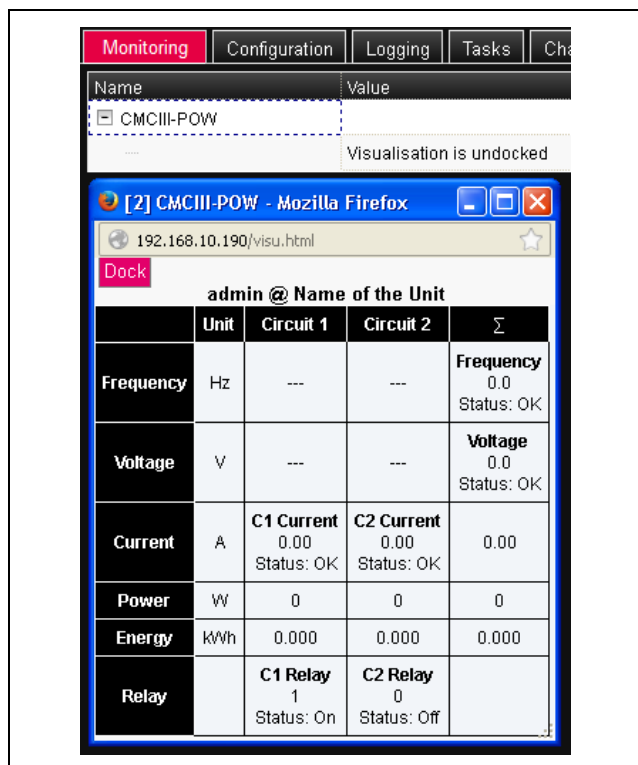 Monitoring Configuration Logging Tasks Cha
Name Value
CMCIII-POW
Visualisation is undocked
[2] CMCIII-POW - Mozilla Firefox
192.168.10.190/visu.html
Dock
admin @ Name of the Unit
Unit Circuit 1 Circuit 2 Σ
Frequency Hz --- --- Frequency
0.0
Status: OK
Voltage V --- --- Voltage
0.0
Status: OK
Current A C1 Current C2 Current 0.00
0.00 0.00
Status: OK Status: OK
Power W 0 0 0
Energy kWh 0.000 0.000 0.000
Relay C1 Relay C2 Relay
1 0
Status: On Status: Off